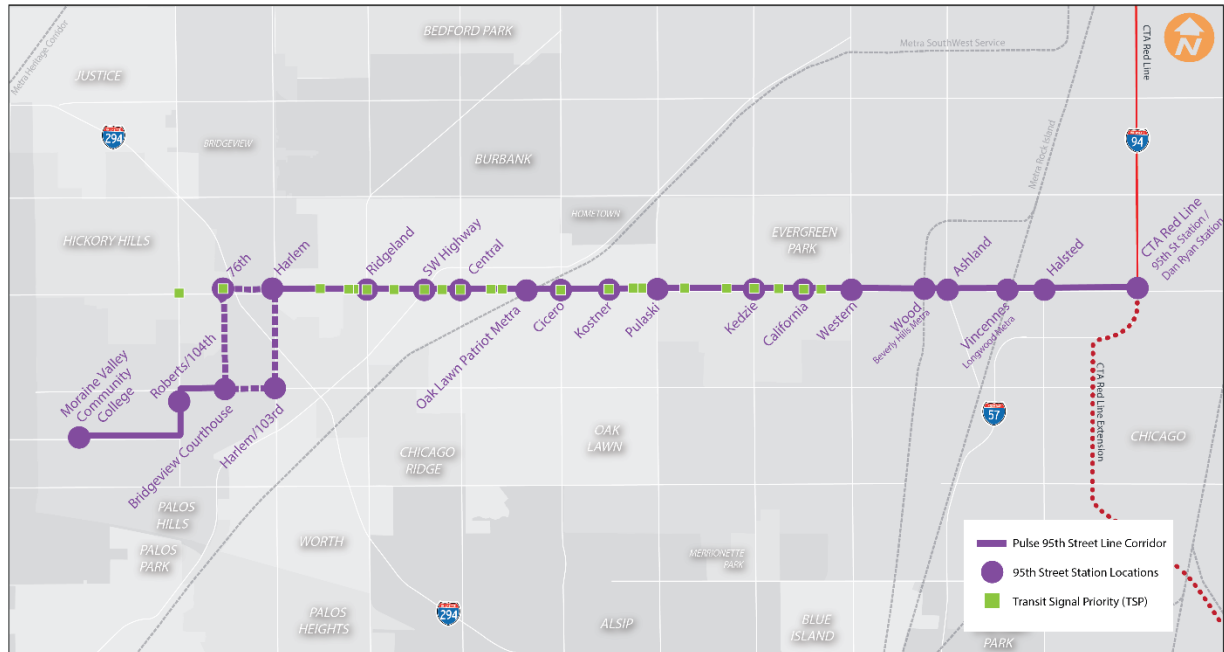 BEDFORD PARK
Metra SouthWest Service
CTA Red Line
N
Metra Heritage Corridor
JUSTICE
INTERSTATE
294
BRIDGEVIEW
BURBANK
Metra Rock Island
94
HOMETOWN
HICKORY HILLS
EVERGREEN
PARK
76th
Harlem
Ridgeland
SW Highway
Central
Ashland
Halsted
CTA Red Line
95th St Station /
Dan Ryan Station
Oak Lawn Patriot Metra
Cicero
Kostner
Pulaski
Kedzie
California
Western
Wood
Beverly Hills Metra
Vincennes
Longwood Metra
CTA Red Line Extension
Moraine Valley
Community
College
Roberts/104th
Bridgeview Courthouse
Harlem/103rd
57
CHICAGO
OAK
LAWN
CHICAGO
RIDGE
PALOS
HILLS
PALOS
PARK
WORTH
MERRIONETTE
PARK
PALOS
HEIGHTS
294
ALSIP
BLUE
ISLAND
PARK
Pulse 95th Street Line Corridor
95th Street Station Locations
Transit Signal Priority (TSP)